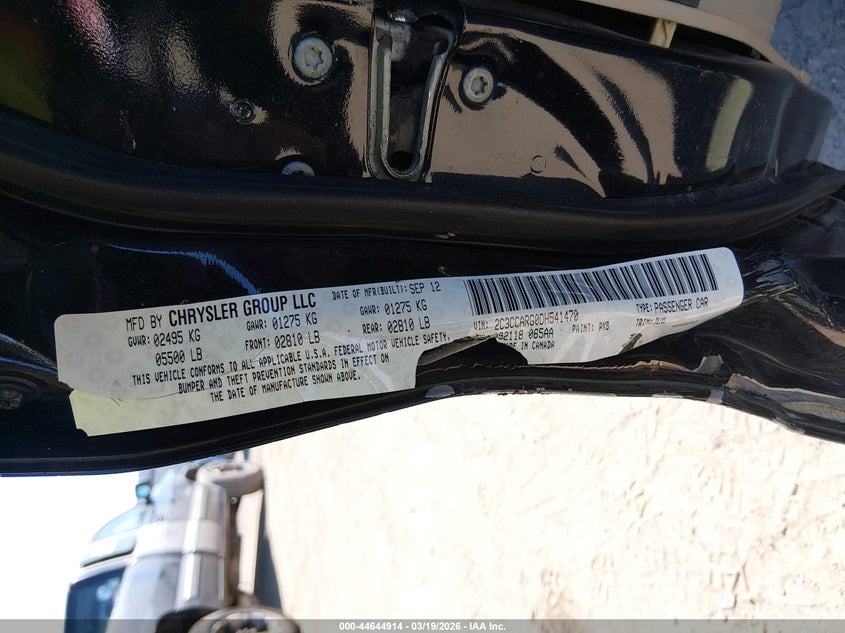 MFD BY CHRYSLER GROUP LLC DATE OF MFR(BUILT): SEP 12
GVWR: 02495 KG GAWR: 01275 KG GAWR: 01275 KG
05500 LB FRONT: 02810 LB REAR: 02810 LB
THIS VEHICLE CONFORMS TO ALL APPLICABLE U.S.A. FEDERAL MOTOR VEHICLE SAFETY,
BUMPER AND THEFT PREVENTION STANDARDS IN EFFECT ON
THE DATE OF MANUFACTURE SHOWN ABOVE.
VIN: 2C3CCARG0DH541470 TYPE: PASSENGER CAR
092118 065AA PAINT: TRIM:
IN CANADA
000-44644914 - 03/19/2026 - IAA Inc.